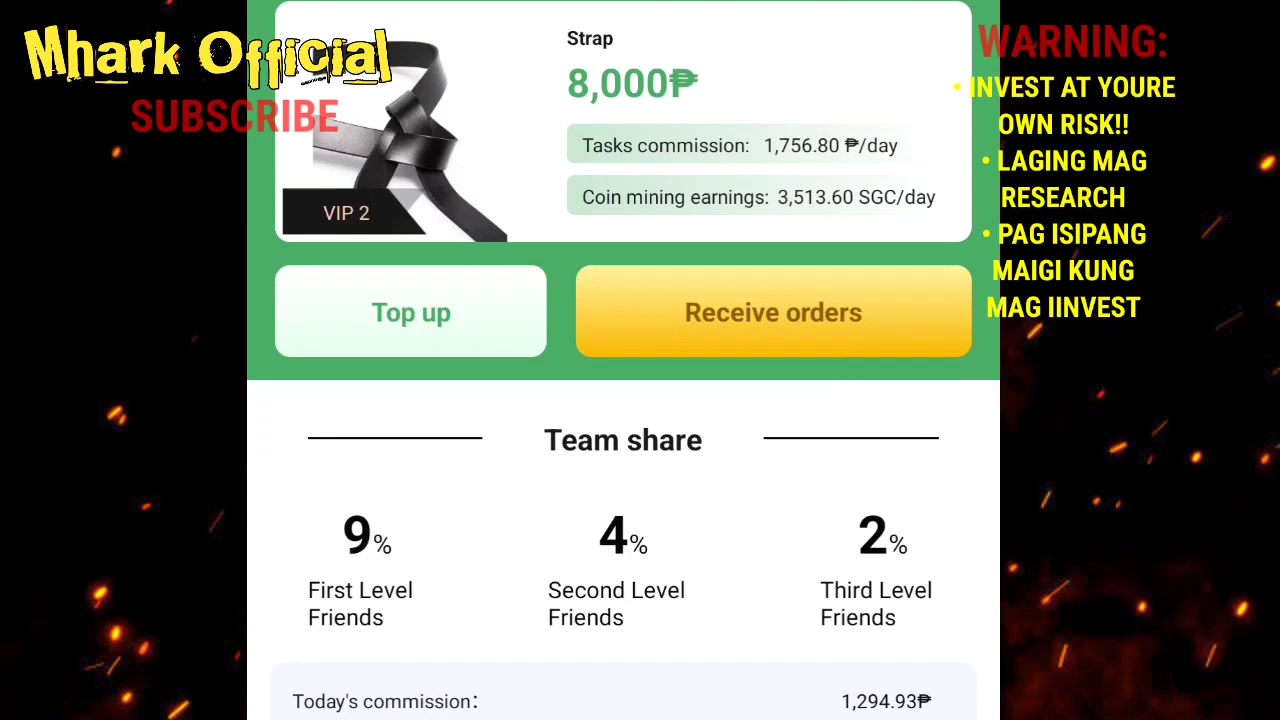 Mhark Official
SUBSCRIBE
Strap
8,000₱
Tasks commission: 1,756.80 ₱/day
Coin mining earnings: 3,513.60 SGC/day
VIP 2
Top up
Receive orders
Team share
9%
4%
2%
First Level
Friends
Second Level
Friends
Third Level
Friends
Today's commission:
1,294.93₱
WARNING:
• INVEST AT YOURE
OWN RISK!!
• LAGING MAG
RESEARCH
• PAG ISIPANG
MAIGI KUNG
MAG IINVEST